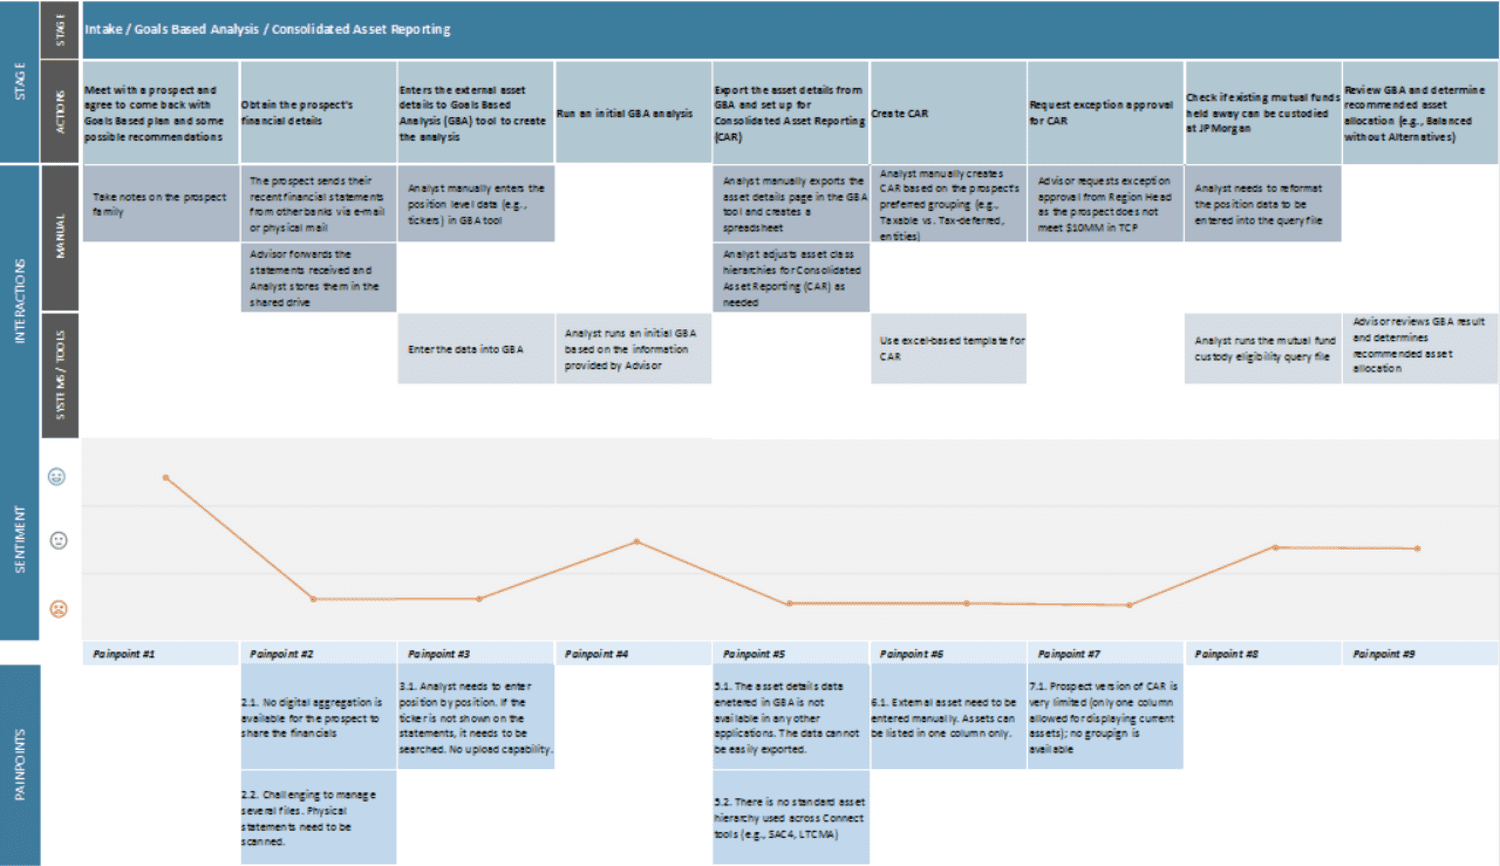 STAGE
STAGE
Intake / Goals Based Analysis / Consolidated Asset Reporting
ACTIONS
Meet with a prospect and
agree to come back with
Goals Based plan and some
possible recommendations
Obtain the prospect's
financial details
Enters the external asset
details to Goals Based
Analysis (GBA) tool to create
the analysis
Run an initial GBA analysis
Export the asset details from
GBA and set up for
Consolidated Asset Reporting
(CAR)
Create CAR
Request exception approval
for CAR
Check if existing mutual funds
held away can be custodied
at JPMorgan
Review GBA and determine
recommended asset
allocation (e.g., Balanced
without Alternatives)
INTERACTIONS
MANUAL
Take notes on the prospect
family
The prospect sends their
recent financial statements
from other banks via e-mail
or physical mail
Analyst manually enters the
position level data (e.g.,
tickers) in GBA tool
Analyst manually exports the
asset details page in the GBA
tool and creates a
spreadsheet
Analyst manually creates
CAR based on the prospect's
preferred grouping (e.g.,
Taxable vs. Tax-deferred,
entities)
Advisor requests exception
approval from Region Head
as the prospect does not
meet $10MM in TCP
Analyst needs to reformat
the position data to be
entered into the query file
Advisor forwards the
statements received and
Analyst stores them in the
shared drive
Analyst adjusts asset class
hierarchies for Consolidated
Asset Reporting (CAR) as
needed
SYSTEMS / TOOLS
Enter the data into GBA
Analyst runs an initial GBA
based on the information
provided by Advisor
Use excel-based template for
CAR
Analyst runs the mutual fund
custody eligibility query file
Advisor reviews GBA result
and determines
recommended asset
allocation
SENTIMENT
Painpoint #1
Painpoint #2
Painpoint #3
Painpoint #4
Painpoint #5
Painpoint #6
Painpoint #7
Painpoint #8
Painpoint #9
PAINPOINTS
2.1. No digital aggregation is
available for the prospect to
share the financials
3.1. Analyst needs to enter
position by position. If the
ticker is not shown on the
statements, it needs to be
searched. No upload capability.
5.1. The asset details data
enetered in GBA is not
available in any other
applications. The data cannot
be easily exported.
6.1. External asset need to be
entered manually. Assets can
be listed in one column only.
7.1. Prospect version of CAR is
very limited (only one column
allowed for displaying current
assets); no groupign is
available
2.2. Challenging to manage
several files. Physical
statements need to be
scanned.
5.2. There is no standard asset
hierarchy used across Connect
tools (e.g., SAC4, LTCMA)